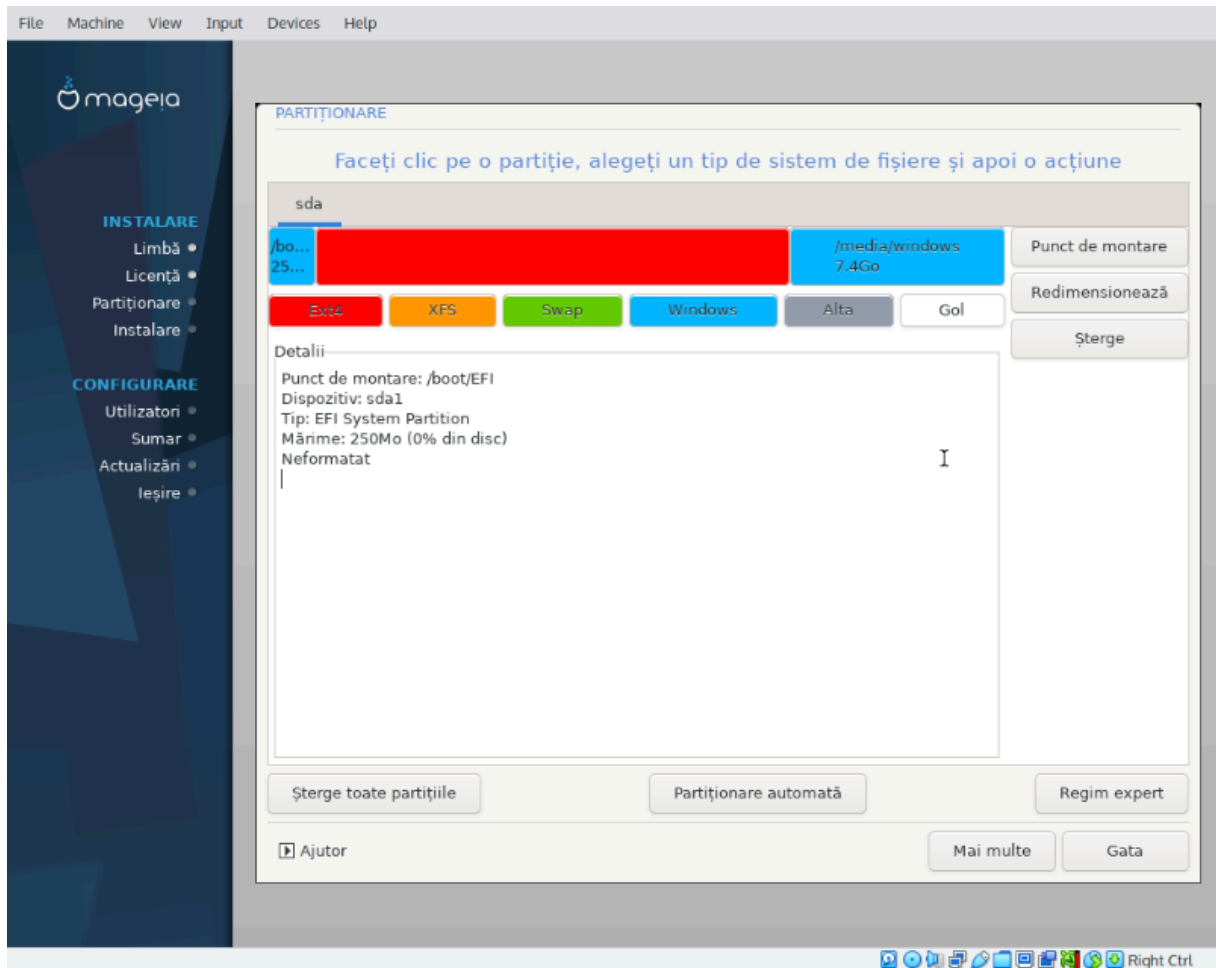 File Machine View Input Devices Help
mageia
INSTALARE
Limbă
Licență
Partiționare
Instalare
CONFIGURARE
Utilizatori
Sumar
Actualizări
Ieșire
PARTIȚIONARE
Faceți clic pe o partiție, alegeți un tip de sistem de fișiere și apoi o acțiune
sda
/bo...
25...
/media/windows
7.4Go
Ext4 XFS Swap Windows Alta Gol
Punct de montare
Redimensionează
Șterge
Detalii
Punct de montare: /boot/EFI
Dispozitiv: sda1
Tip: EFI System Partition
Mărime: 250Mo (0% din disc)
Neformatat
Șterge toate partițiile Partiționare automată Regim expert
Ajutor Mai multe Gata
Right Ctrl